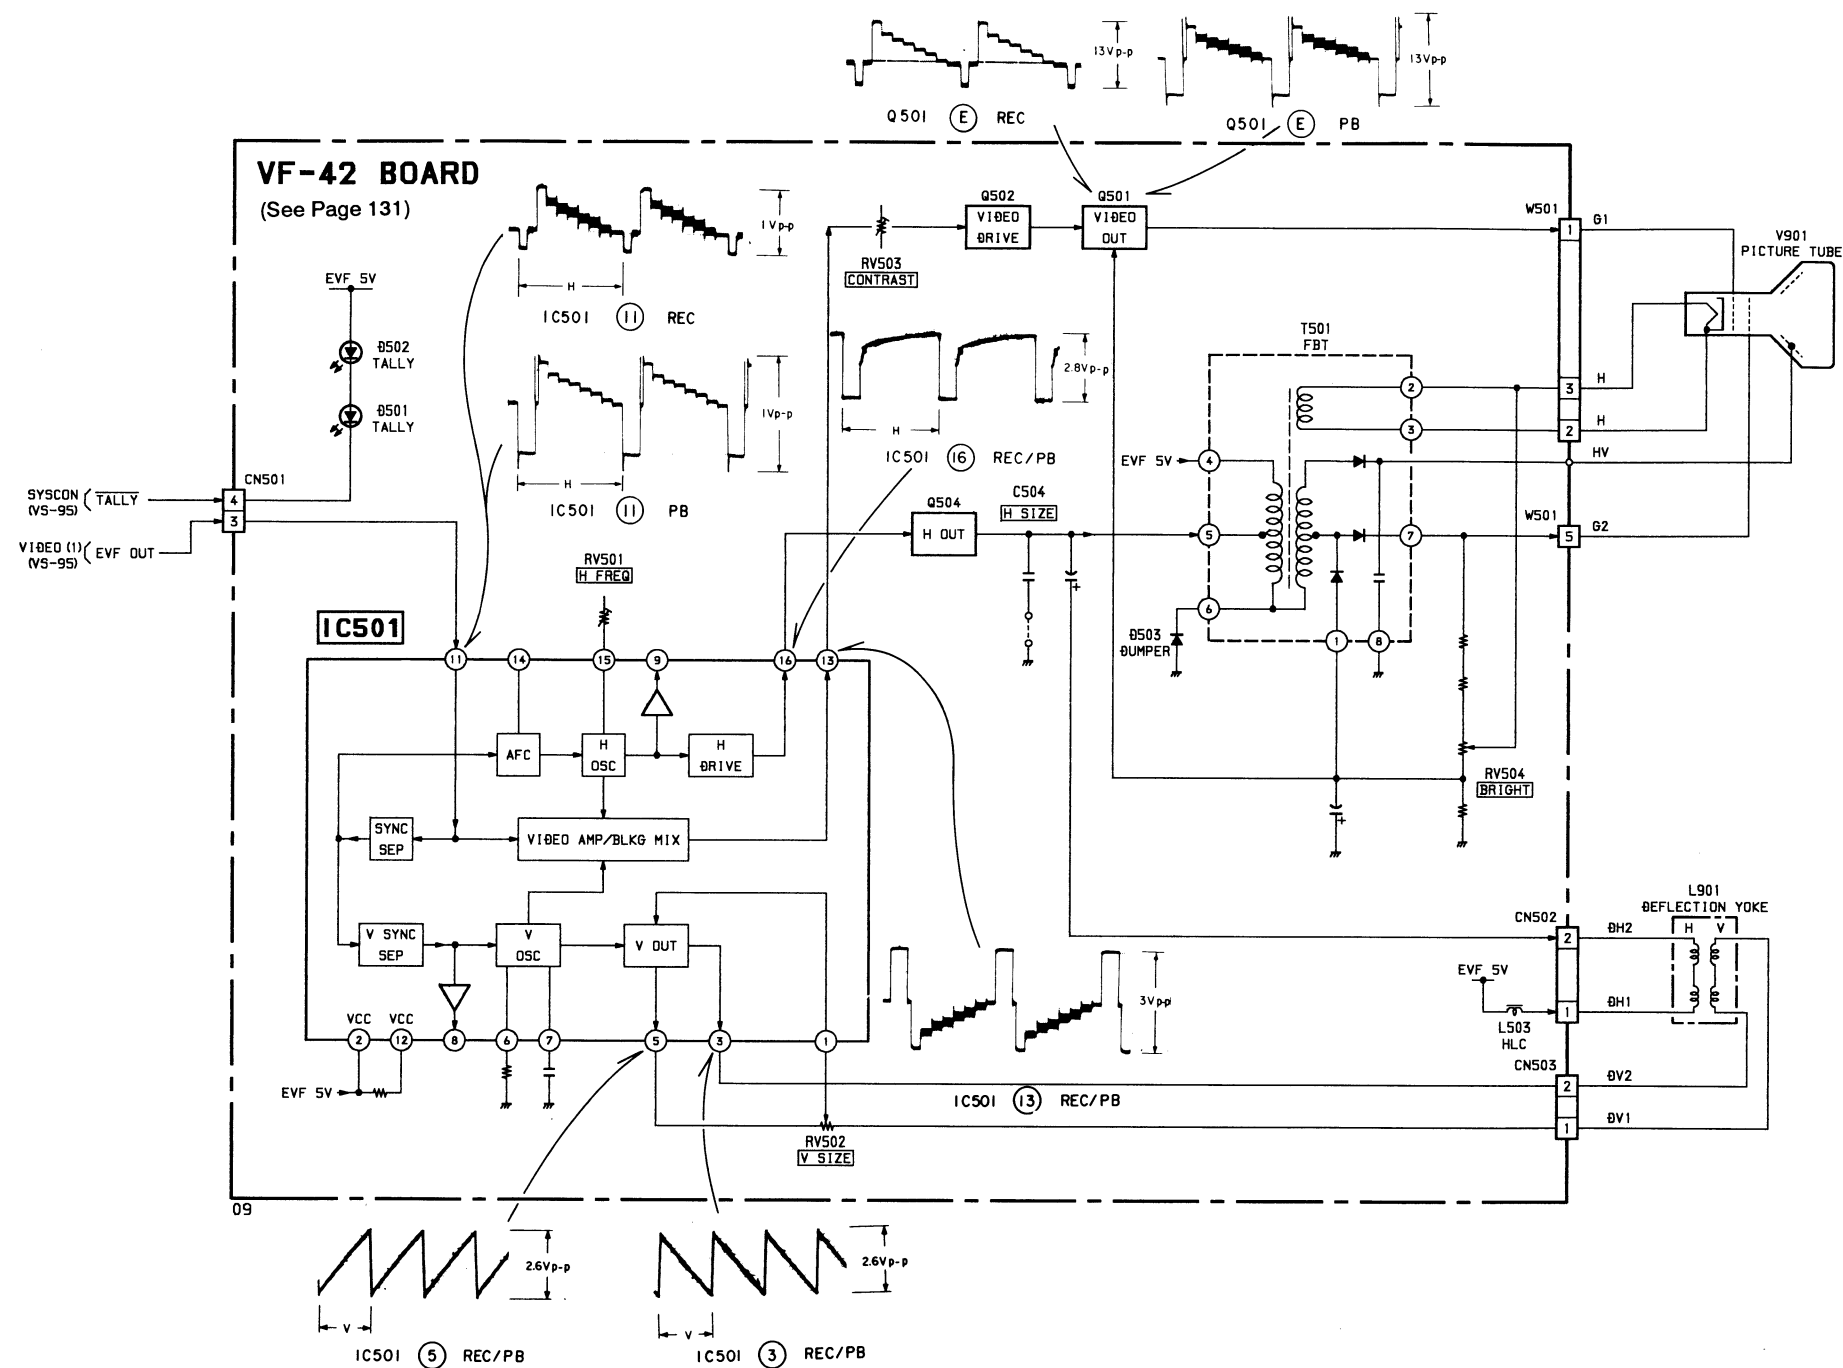 13Vp-p
13Vp-p
Q501 E REC
Q501 E PB
VF-42 BOARD
(See Page 131)
1Vp-p
H
IC501 11 REC
Q502
VIDEO
DRIVE
Q501
VIDEO
OUT
RV503
CONTRAST
W501
1
G1
V901
PICTURE TUBE
EVF 5V
D502
TALLY
D501
TALLY
1Vp-p
H
IC501 11 PB
2.8Vp-p
H
IC501 16 REC/PB
T501
FBT
2
3
EVF 5V
4
5
6
7
1
8
3
H
2
H
HV
W501
5
G2
CN501
SYSCON
(VS-95)
TALLY
4
3
VIDEO (1)
(VS-95)
EVF OUT
Q504
H OUT
C504
H SIZE
+
D503
DUMPER
RV501
H FREQ
IC501
11
14
15
9
16
13
AFC
H
OSC
H
DRIVE
RV504
BRIGHT
+
SYNC
SEP
VIDEO AMP/BLKG MIX
V SYNC
SEP
V
OSC
V OUT
VCC
VCC
2
12
8
6
7
5
3
1
EVF 5V
3Vp-p
IC501 13 REC/PB
RV502
V SIZE
L901
DEFLECTION YOKE
H V
CN502
2
DH2
EVF 5V
L503
HLC
1
DH1
CN503
2
DV2
1
DV1
09
2.6Vp-p
V
IC501 5 REC/PB
2.6Vp-p
V
IC501 3 REC/PB